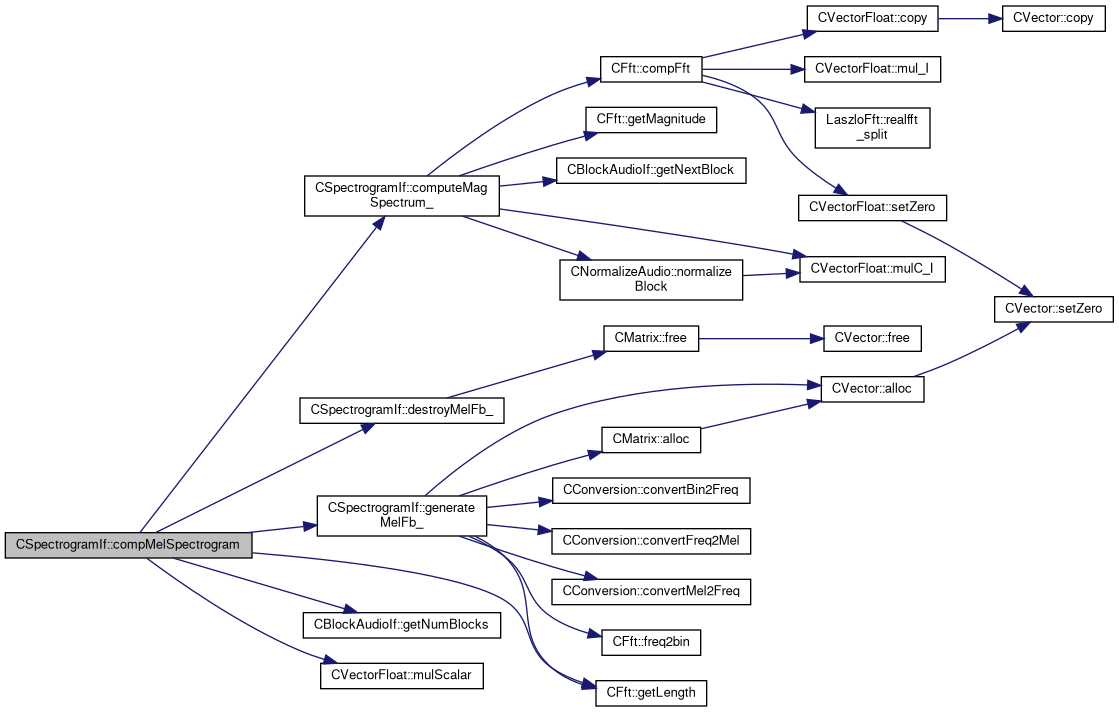 CVectorFloat::copy
CVector::copy
CFft::compFft
CVectorFloat::mul_I
CFft::getMagnitude
LaszloFft::realfft
_split
CBlockAudioIf::getNextBlock
CSpectrogramIf::computeMag
Spectrum_
CVectorFloat::setZero
CNormalizeAudio::normalize
Block
CVectorFloat::mulC_I
CVector::setZero
CMatrix::free
CVector::free
CVector::alloc
CSpectrogramIf::destroyMelFb_
CMatrix::alloc
CConversion::convertBin2Freq
CSpectrogramIf::generate
MelFb_
CConversion::convertFreq2Mel
CSpectrogramIf::compMelSpectrogram
CConversion::convertMel2Freq
CBlockAudioIf::getNumBlocks
CFft::freq2bin
CVectorFloat::mulScalar
CFft::getLength